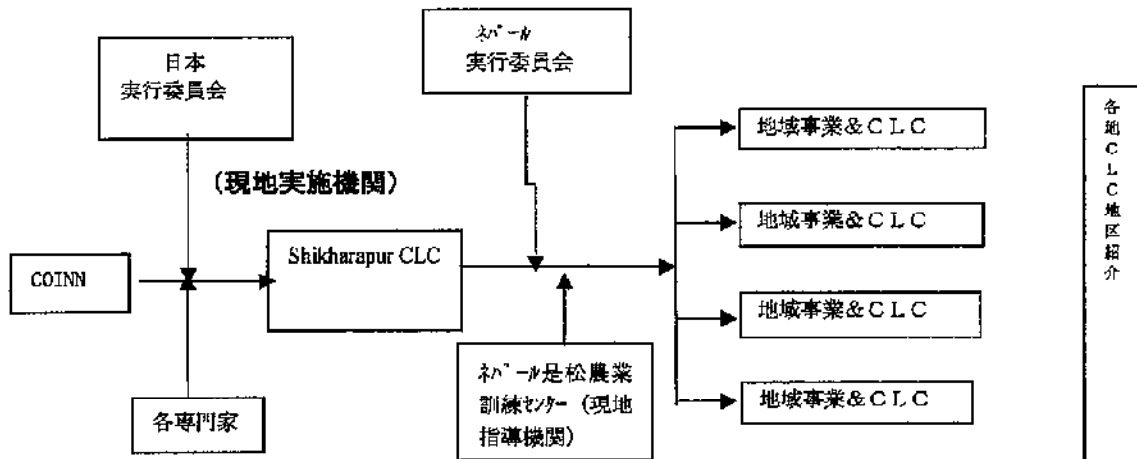 日本
実行委員会
ﾈﾊﾟｰﾙ
実行委員会
(現地実施機関)
COINN
Shikharapur CLC
各専門家
ﾈﾊﾟｰﾙ是松農業
訓練ｾﾝﾀｰ(現地
指導機関)
地域事業&CLC
地域事業&CLC
地域事業&CLC
地域事業&CLC
各地CLC地区紹介